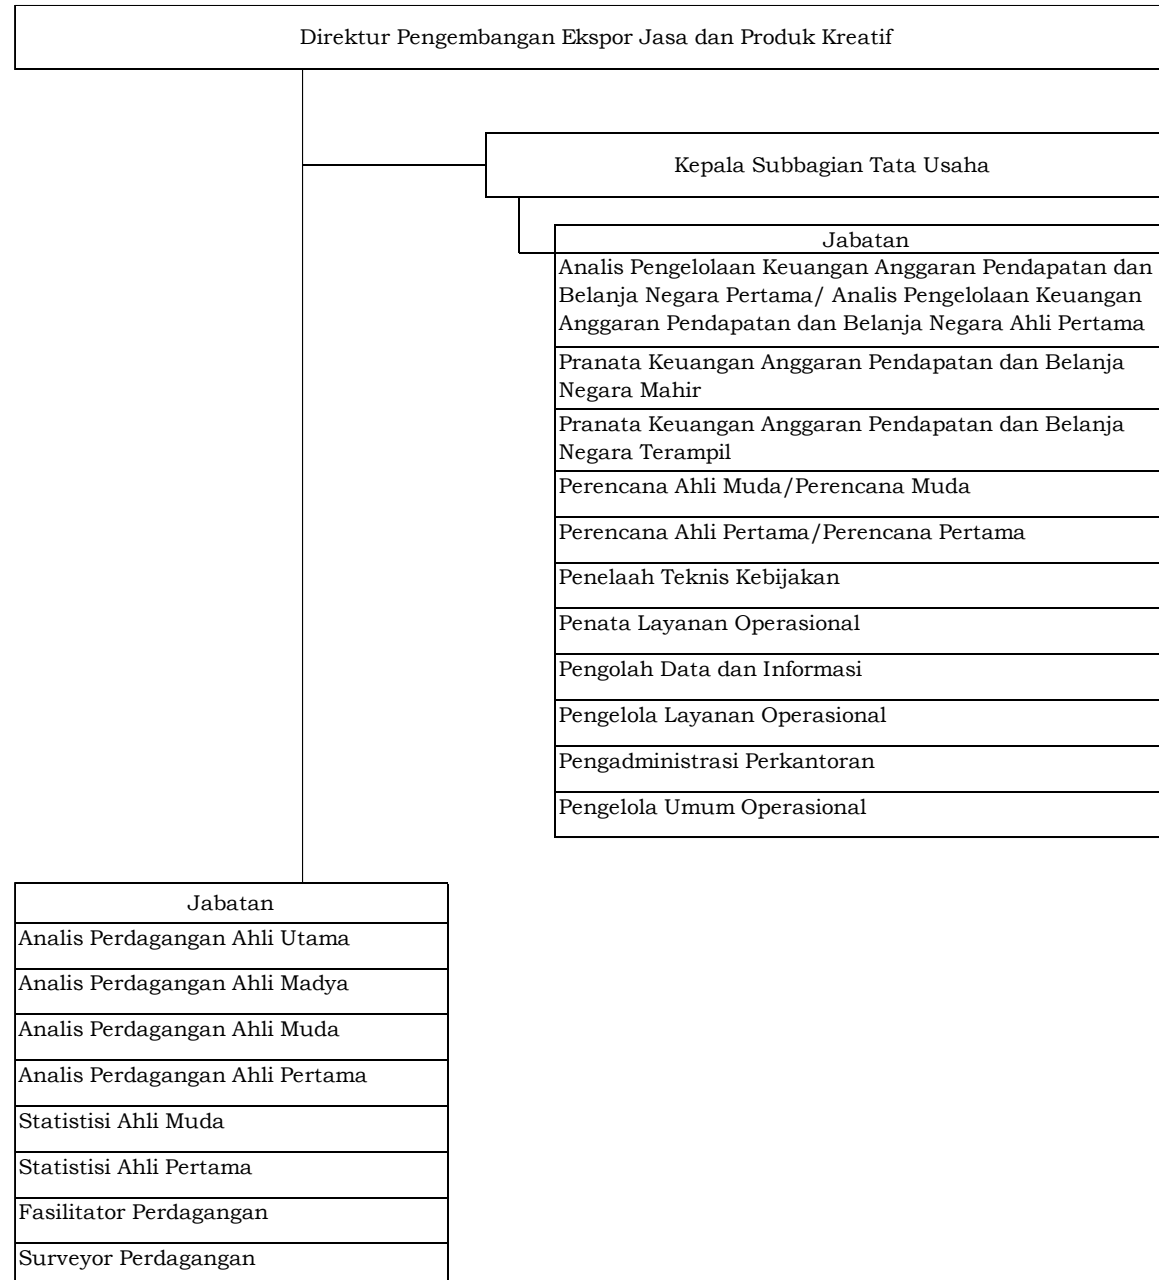 Direktur Pengembangan Ekspor Jasa dan Produk Kreatif
Kepala Subbagian Tata Usaha
Jabatan
Analis Pengelolaan Keuangan Anggaran Pendapatan dan
Belanja Negara Pertama/ Analis Pengelolaan Keuangan
Anggaran Pendapatan dan Belanja Negara Ahli Pertama
Pranata Keuangan Anggaran Pendapatan dan Belanja
Negara Mahir
Pranata Keuangan Anggaran Pendapatan dan Belanja
Negara Terampil
Perencana Ahli Muda/Perencana Muda
Perencana Ahli Pertama/Perencana Pertama
Penelaah Teknis Kebijakan
Penata Layanan Operasional
Pengolah Data dan Informasi
Pengelola Layanan Operasional
Pengadministrasi Perkantoran
Pengelola Umum Operasional
Jabatan
Analis Perdagangan Ahli Utama
Analis Perdagangan Ahli Madya
Analis Perdagangan Ahli Muda
Analis Perdagangan Ahli Pertama
Statistisi Ahli Muda
Statistisi Ahli Pertama
Fasilitator Perdagangan
Surveyor Perdagangan